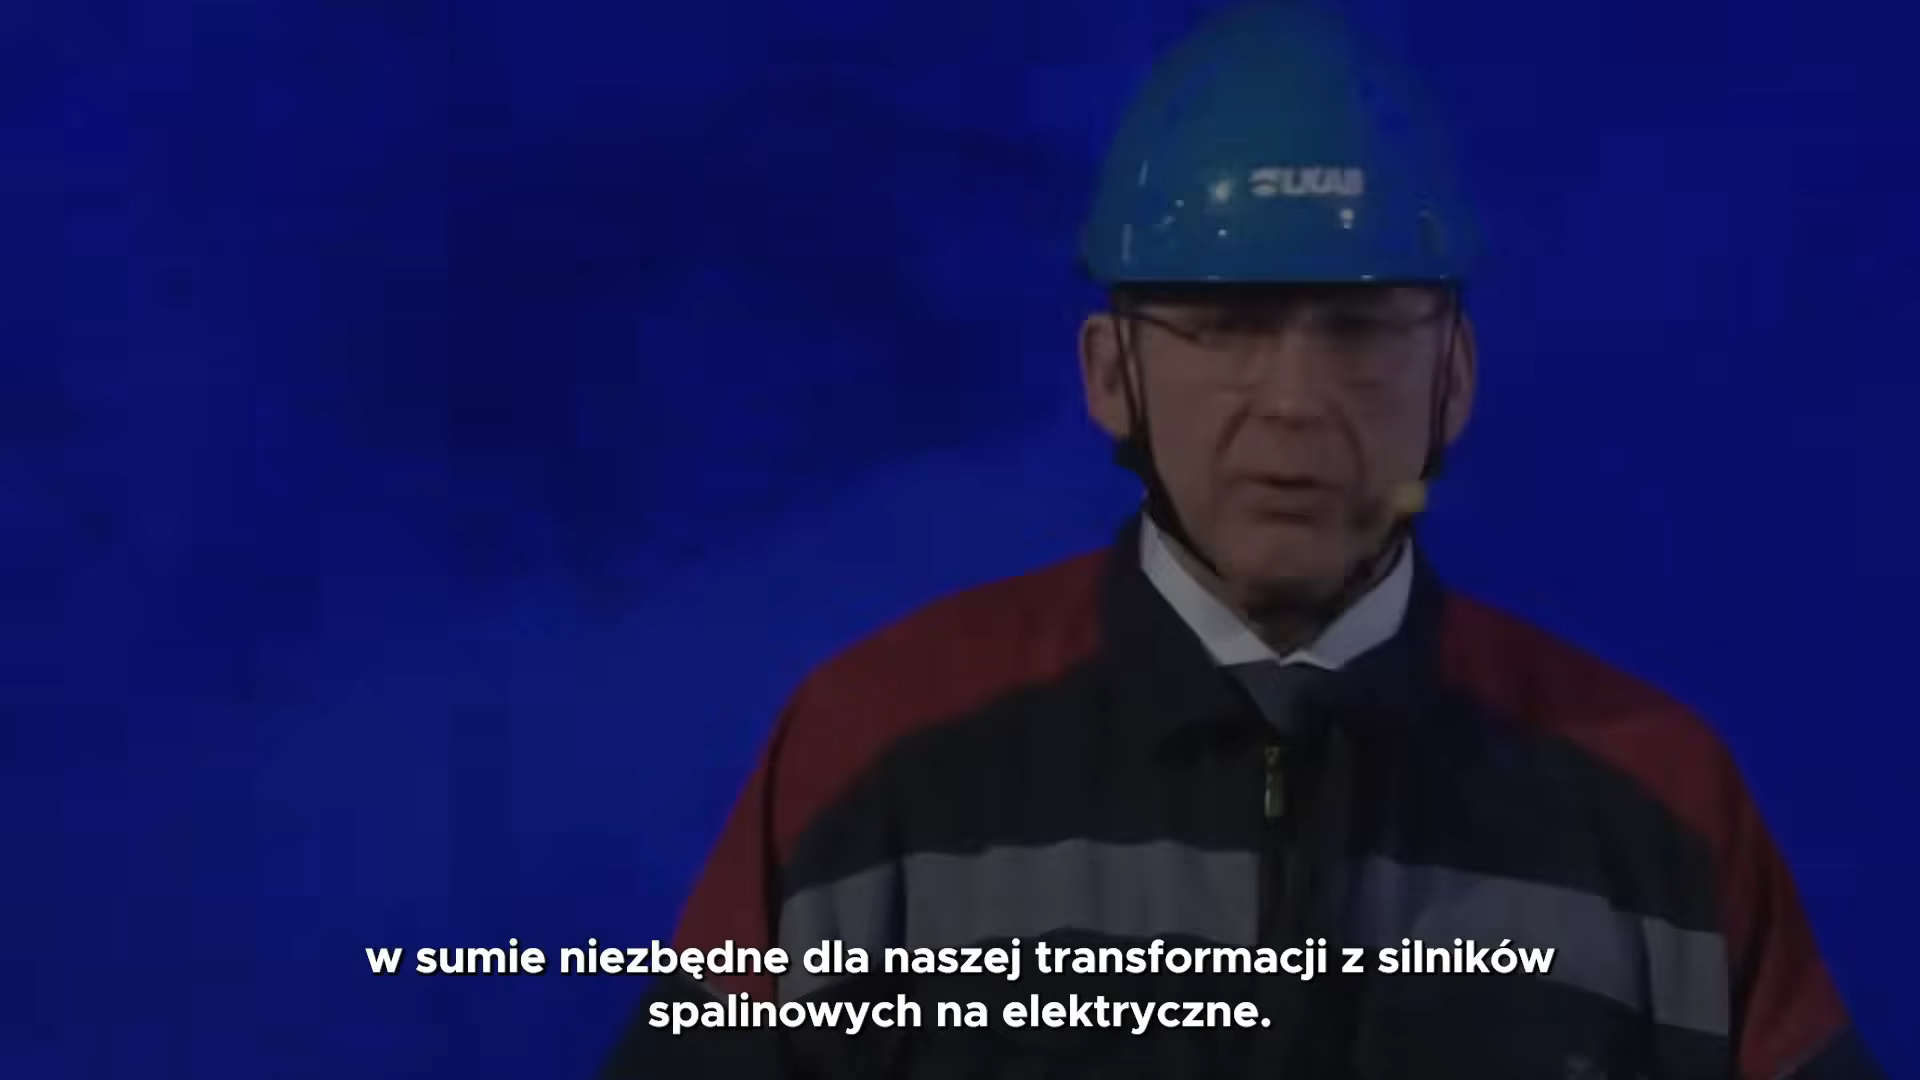 LKAB
w sumie niezbędne dla naszej transformacji z silników
spalinowych na elektryczne.